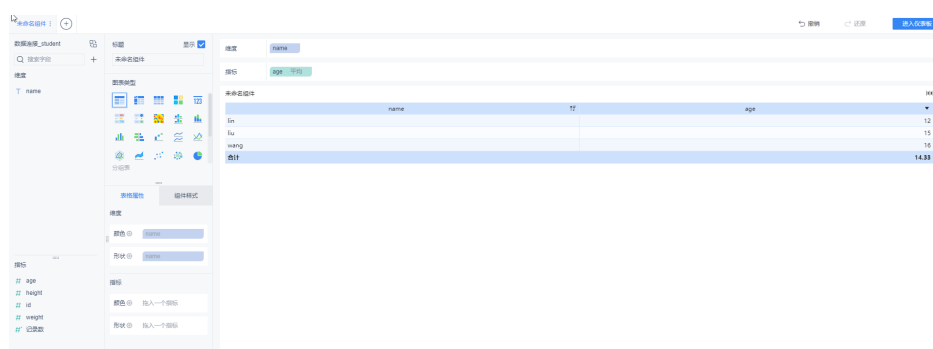 未命名组件
撤销
还原
进入仪表板
数据连接_student
搜索字段
维度
T name
指标
# age
# height
# id
# weight
#* 记录数
标题
显示
未命名组件
图表类型
123
分组表
表格属性
组件样式
维度
颜色
name
形状
name
指标
颜色
拖入一个指标
形状
拖入一个指标
维度
name
指标
age 平均
未命名组件
name age
lin 12
liu 15
wang 16
合计 14.33